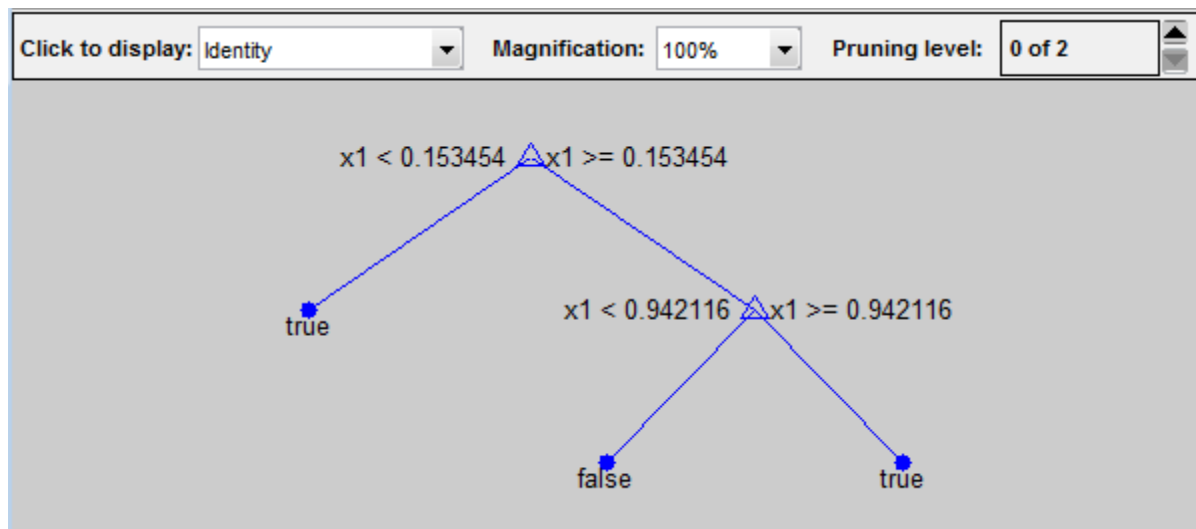 Click to display: Identity Magnification: 100% Pruning level: 0 of 2
x1 < 0.153454 x1 >= 0.153454
true
x1 < 0.942116 x1 >= 0.942116
false
true